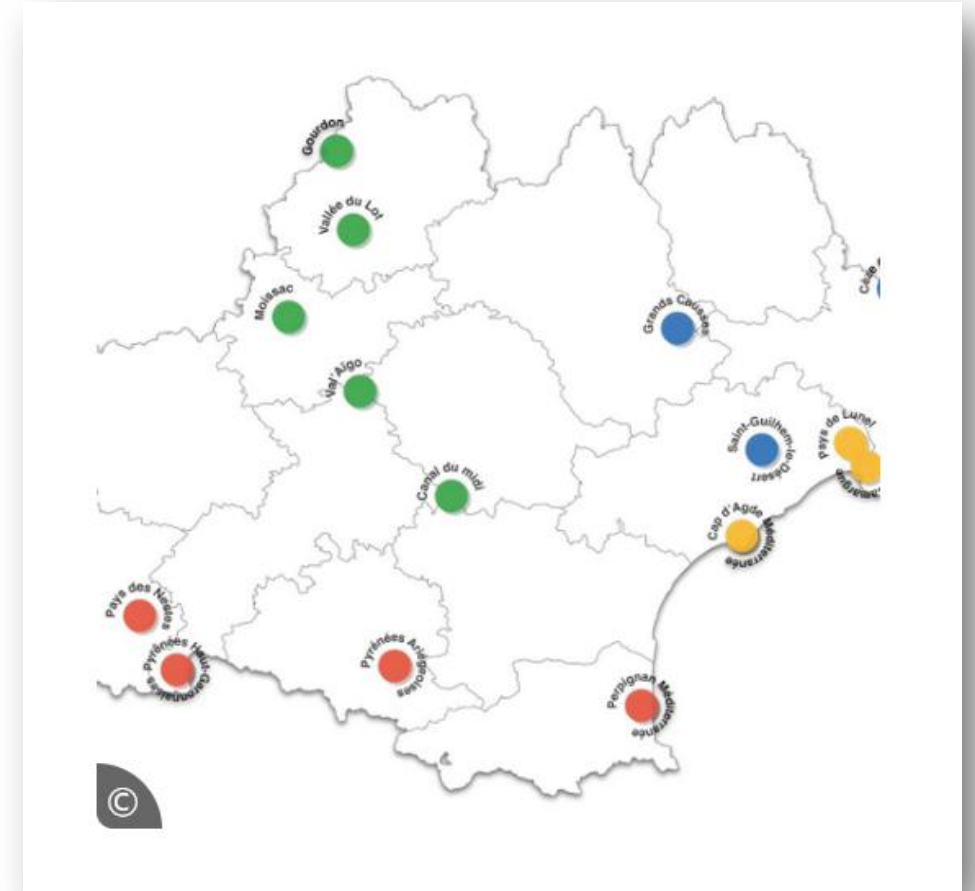 Gourdon
Vallée du Lot
Moissac
Grands Causses
Val'Aïgo
Pays de Lunel
Saint-Guilhem-le-Désert
Canal du midi
Cap d'Agde Méditerranée
Pays des Nestes
Pyrénées Haut-Garonnaises
Pyrénées Ariégeoises
Perpignan Méditerranée
©